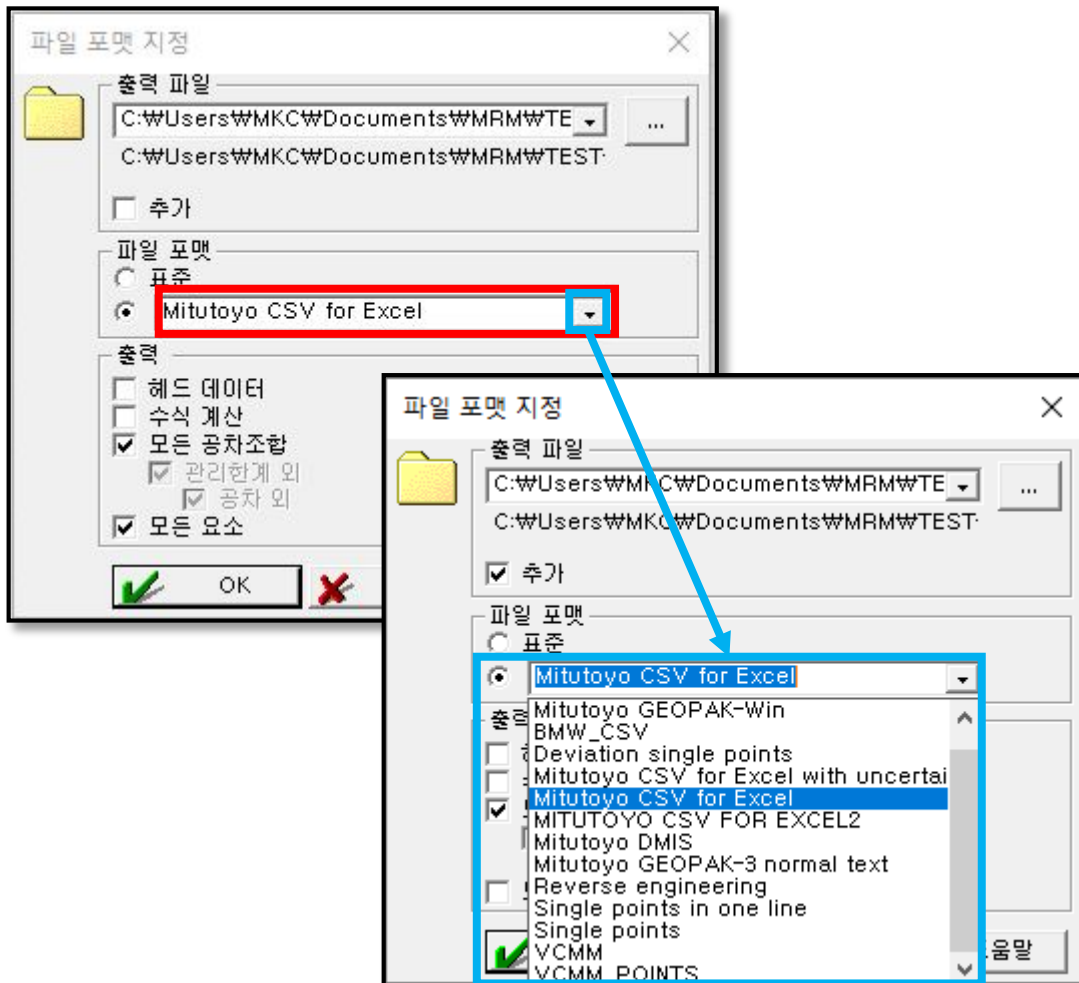 파일 포맷 지정
출력 파일
C:₩Users₩MKC₩Documents₩MRM₩TE
...
C:₩Users₩MKC₩Documents₩MRM₩TEST-
추가
파일 포맷
표준
Mitutoyo CSV for Excel
출력
헤드 데이터
수식 계산
모든 공차조합
관리한계 외
공차 외
모든 요소
OK
파일 포맷 지정
출력 파일
C:₩Users₩MKC₩Documents₩MRM₩TE
...
C:₩Users₩MKC₩Documents₩MRM₩TEST-
추가
파일 포맷
표준
Mitutoyo CSV for Excel
출력
Mitutoyo GEOPAK-Win
BMW_CSV
Deviation single points
Mitutoyo CSV for Excel with uncertai
Mitutoyo CSV for Excel
MITUTOYO CSV FOR EXCEL2
Mitutoyo DMIS
Mitutoyo GEOPAK-3 normal text
Reverse engineering
Single points in one line
Single points
VCMM
VCMM_POINTS
움말